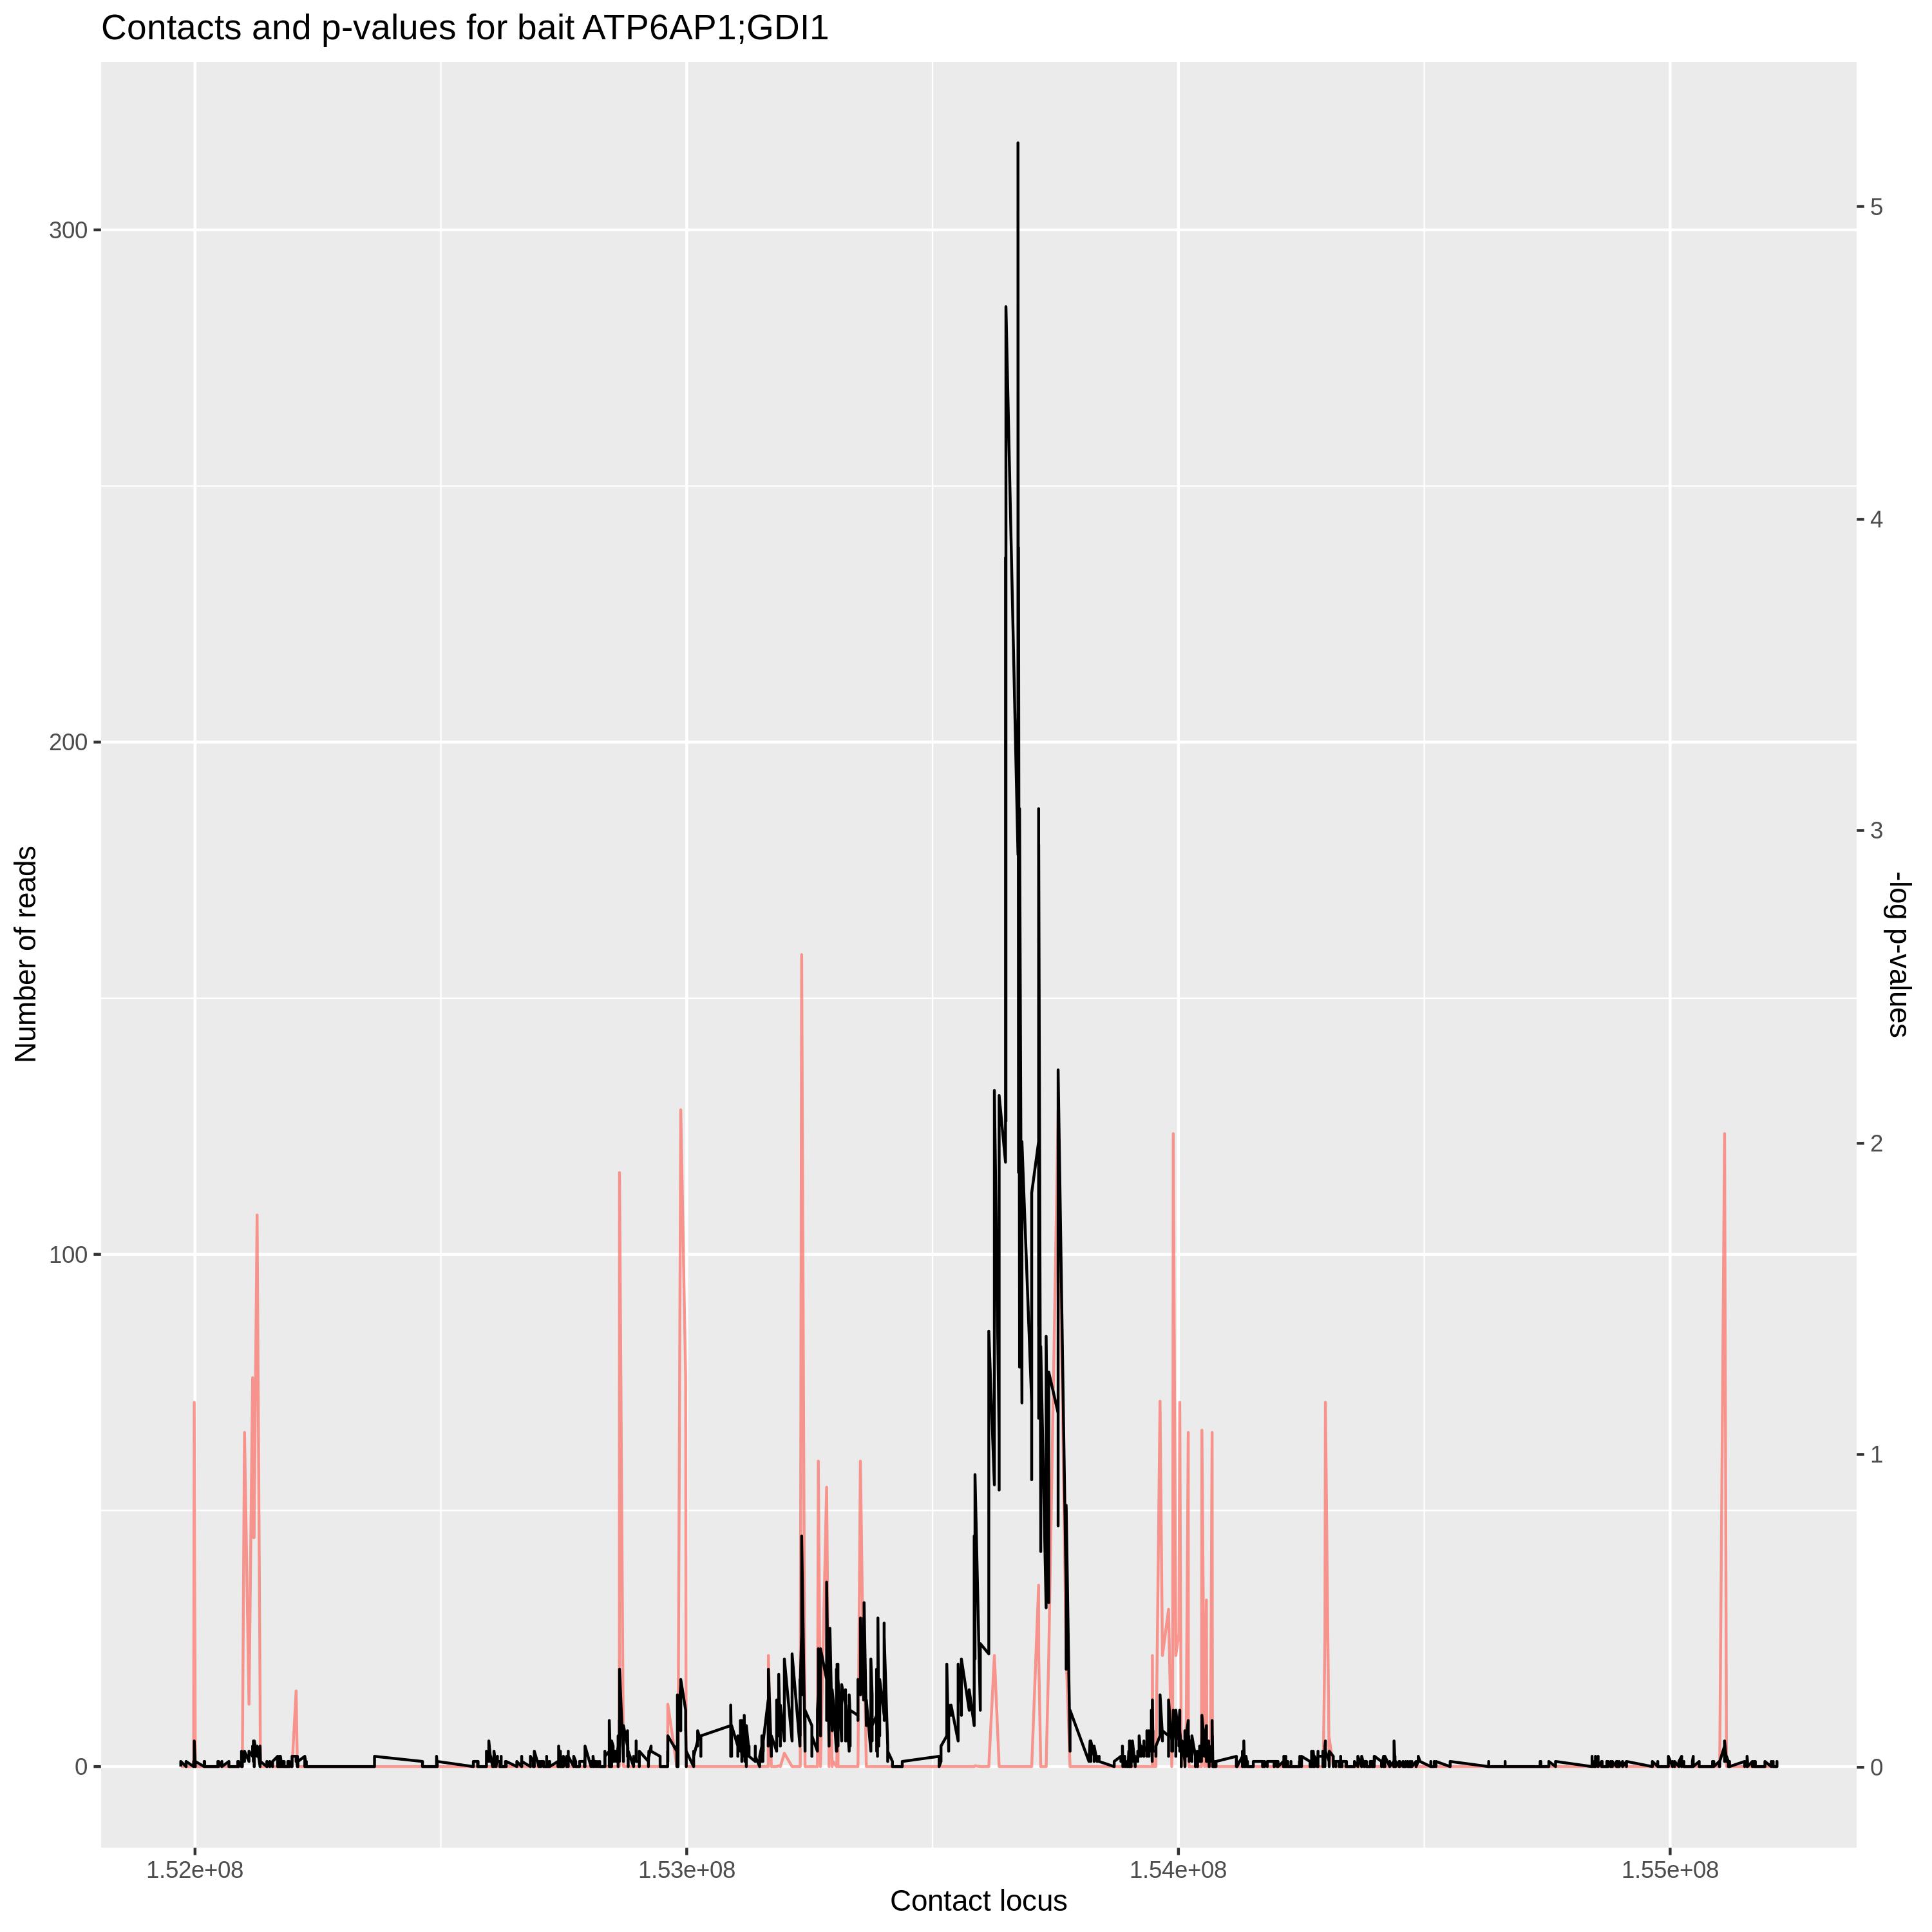 Contacts and p-values for bait ATP6AP1;GDI1
300
200
100
0
Number of reads
5
4
3
2
1
0
-log p-values
1.52e+08
1.53e+08
1.54e+08
1.55e+08
Contact locus